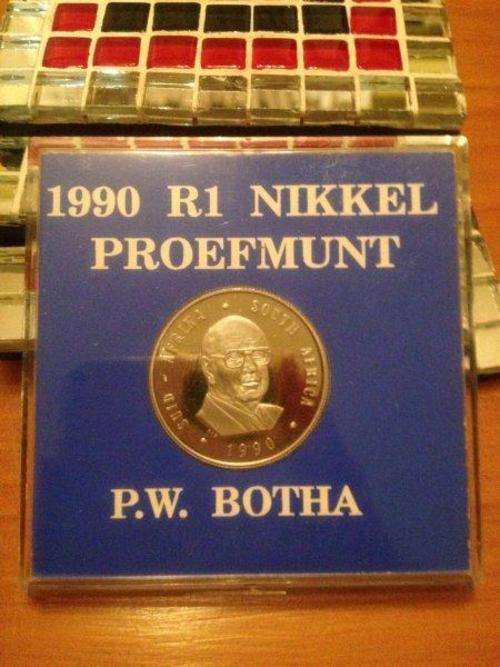 1990 R1 NIKKEL
PROEFMUNT
SUID - AFRIKA · SOUTH AFRICA
· 1990 ·
P.W. BOTHA